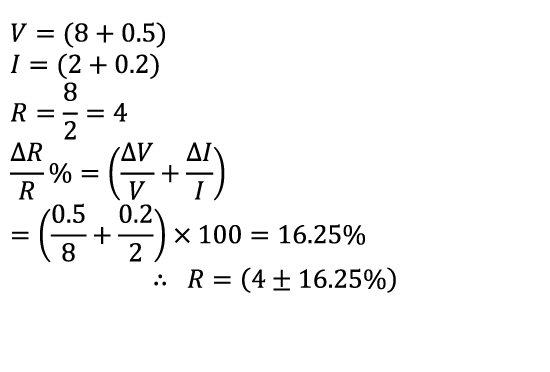 V = (8 + 0.5)
I = (2 + 0.2)
R = 8/2 = 4
ΔR/R % = (ΔV/V + ΔI/I)
= (0.5/8 + 0.2/2) × 100 = 16.25%
∴ R = (4 ± 16.25%)